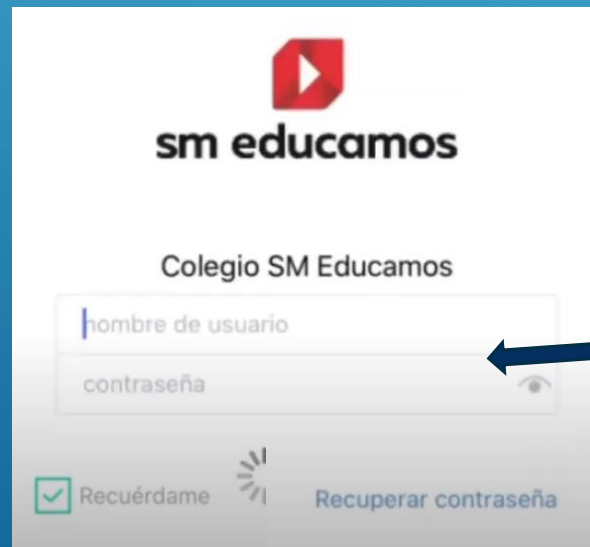 sm educamos
Colegio SM Educamos
nombre de usuario
contraseña
Recuérdame
Recuperar contraseña